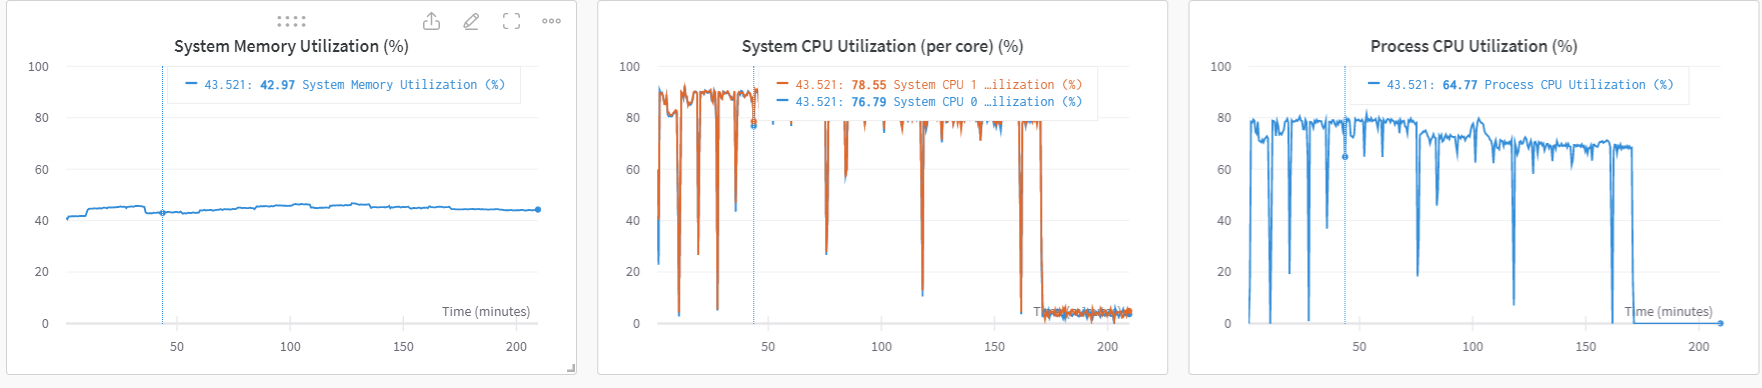 System Memory Utilization (%)
43.521: 42.97 System Memory Utilization (%)
100
80
60
40
20
0
Time (minutes)
50 100 150 200
System CPU Utilization (per core) (%)
43.521: 78.55 System CPU 1 …ilization (%)
43.521: 76.79 System CPU 0 …ilization (%)
100
80
60
40
20
0
50 100 150 200
Process CPU Utilization (%)
43.521: 64.77 Process CPU Utilization (%)
100
80
60
40
20
0
Time (minutes)
50 100 150 200